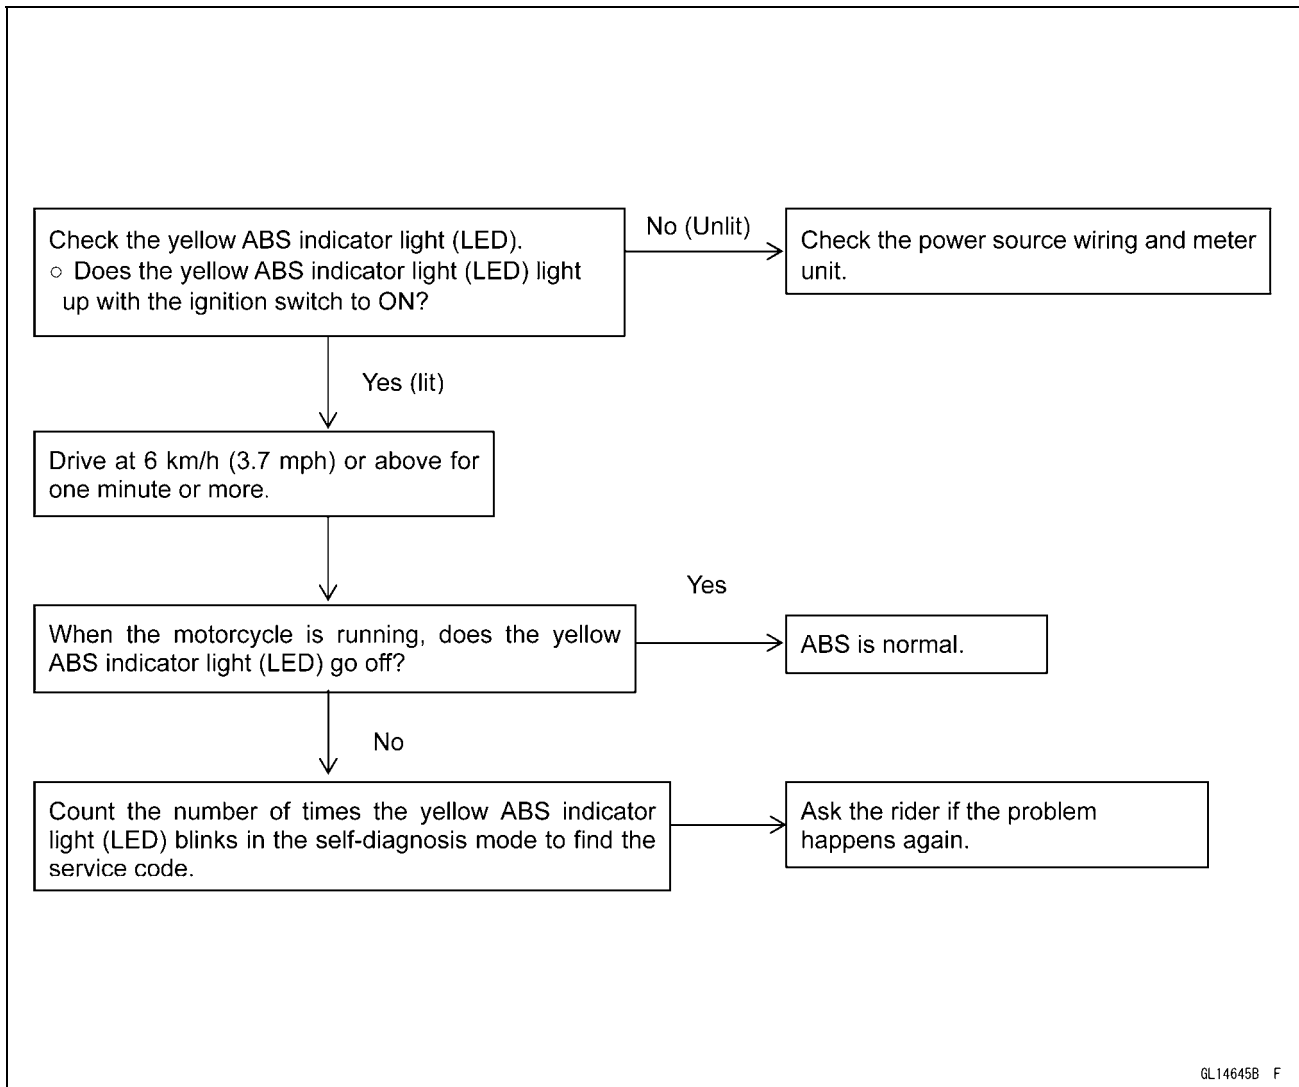 Check the yellow ABS indicator light (LED).
○ Does the yellow ABS indicator light (LED) light
up with the ignition switch to ON?
No (Unlit)
Check the power source wiring and meter
unit.
Yes (lit)
Drive at 6 km/h (3.7 mph) or above for
one minute or more.
When the motorcycle is running, does the yellow
ABS indicator light (LED) go off?
Yes
ABS is normal.
No
Count the number of times the yellow ABS indicator
light (LED) blinks in the self-diagnosis mode to find the
service code.
Ask the rider if the problem
happens again.
GL14645B F